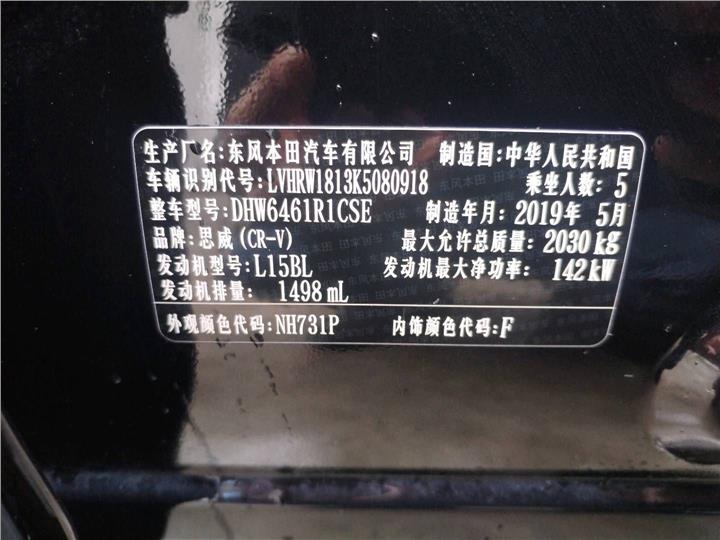 生产厂名:东风本田汽车有限公司 制造国:中华人民共和国
车辆识别代号:LVHRW1813K5080918 乘坐人数:5
整车型号:DHW6461R1CSE 制造年月:2019年 5月
品牌:思威(CR-V) 最大允许总质量:2030kg
发动机型号:L15BL 发动机最大净功率:142kW
发动机排量: 1498 mL
外观颜色代码:NH731P 内饰颜色代码:F